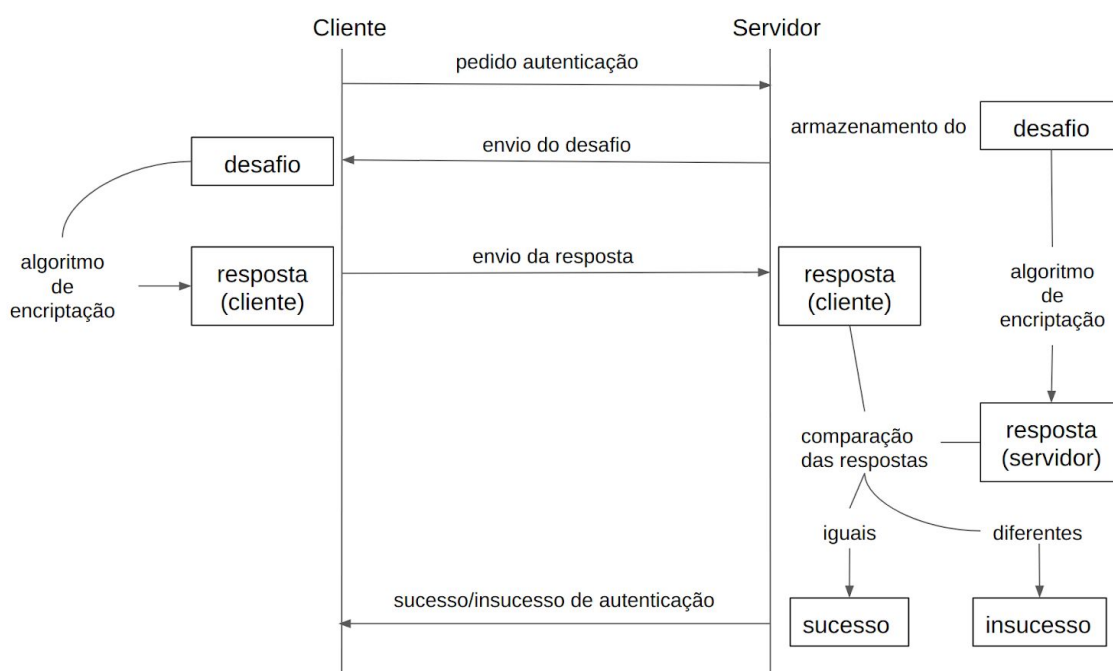 Cliente
Servidor
pedido autenticação
armazenamento do
desafio
envio do desafio
desafio
algoritmo
de
encriptação
resposta
(cliente)
envio da resposta
resposta
(cliente)
algoritmo
de
encriptação
comparação
das respostas
resposta
(servidor)
iguais
diferentes
sucesso/insucesso de autenticação
sucesso
insucesso